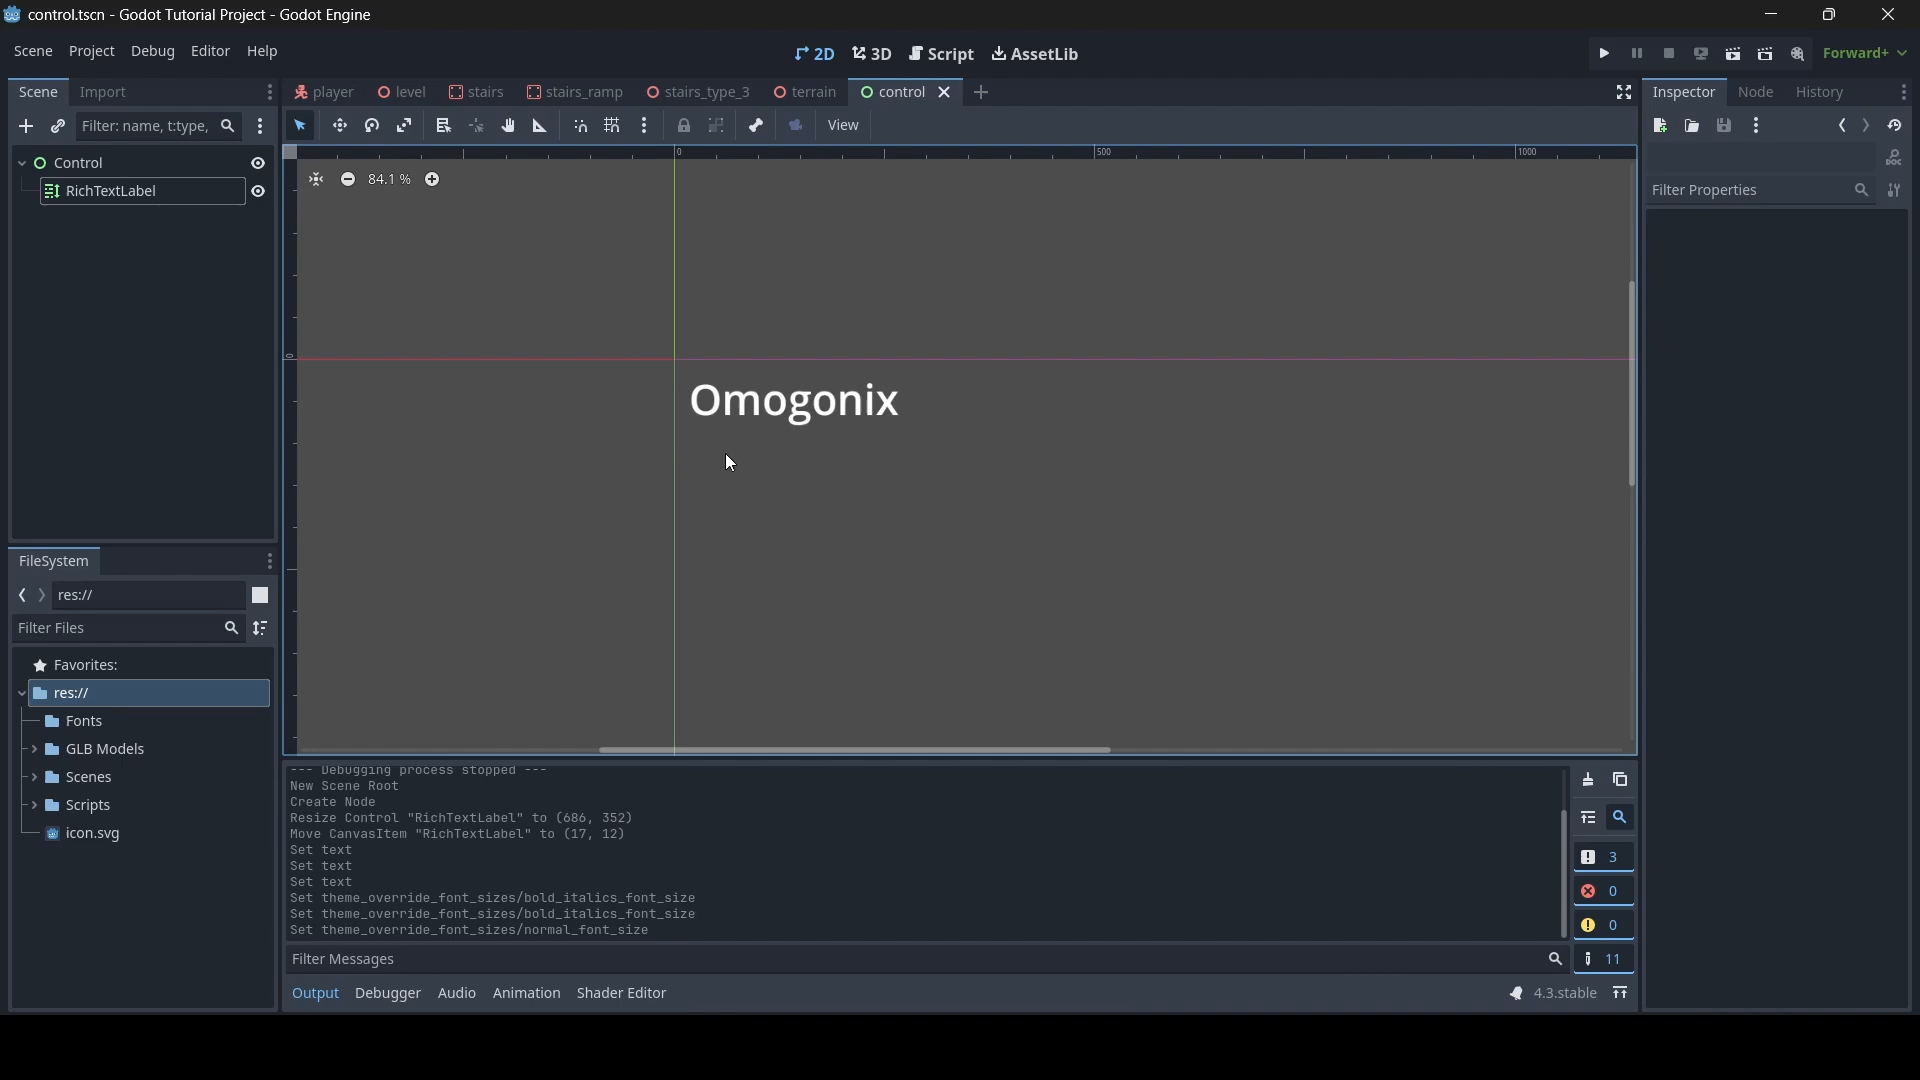 control.tscn - Godot Tutorial Project - Godot Engine
Scene Project Debug Editor Help
2D 3D Script AssetLib
Forward+
Scene Import
player level stairs stairs_ramp stairs_type_3 terrain control
Inspector Node History
Filter: name, t:type,
View
Control
RichTextLabel
0 500 1000
84.1 %
DOC
Filter Properties
0
Omogonix
FileSystem
res://
Filter Files
Favorites:
res://
Fonts
GLB Models
Scenes
Scripts
icon.svg
--- Debugging process stopped ---
New Scene Root
Create Node
Resize Control "RichTextLabel" to (686, 352)
Move CanvasItem "RichTextLabel" to (17, 12)
Set text
Set text
Set text
Set theme_override_font_sizes/bold_italics_font_size
Set theme_override_font_sizes/bold_italics_font_size
Set theme_override_font_sizes/normal_font_size
3
0
0
11
Filter Messages
Output Debugger Audio Animation Shader Editor
4.3.stable